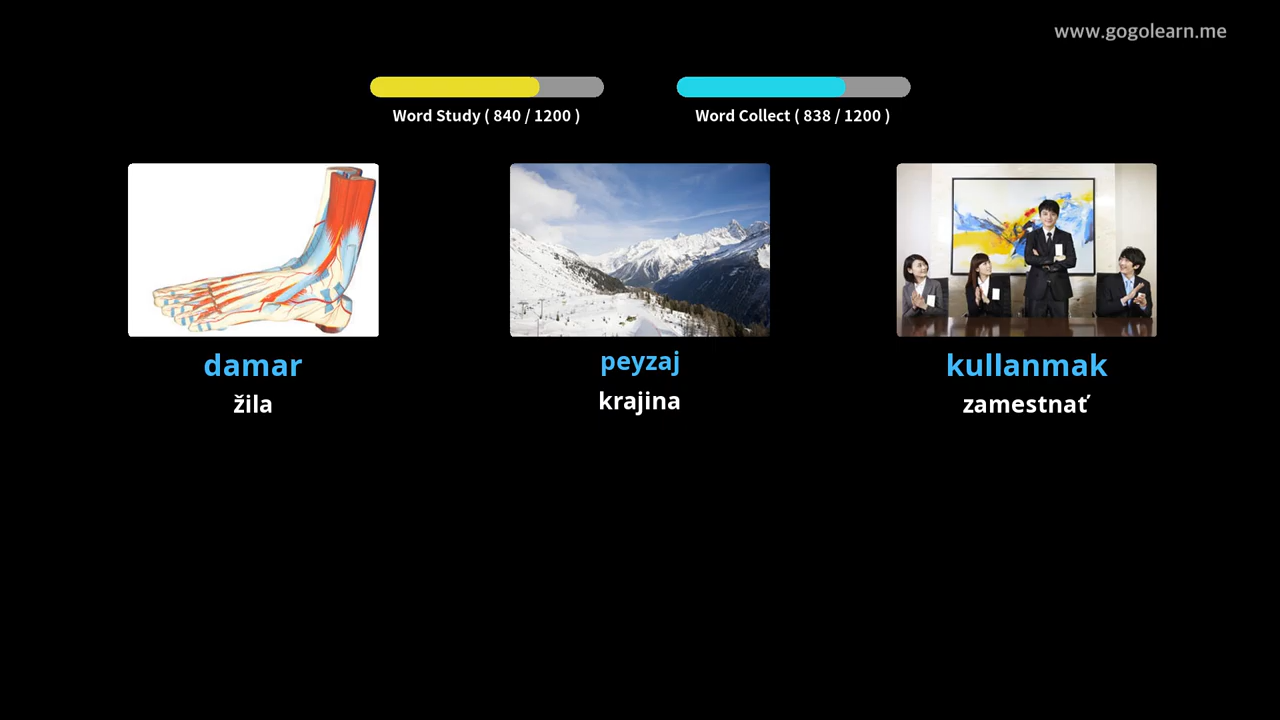 www.gogolearn.me
Word Study ( 840 / 1200 )
Word Collect ( 838 / 1200 )
damar
žila
peyzaj
krajina
kullanmak
zamestnať